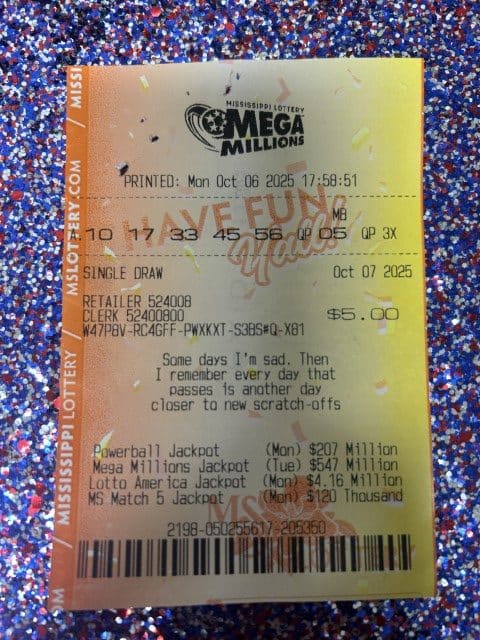 MISSISSIPPI LOTTERY
MEGA
MILLIONS
PRINTED: Mon Oct 06 2025 17:58:51
HAVE FUN
Y'all!
MB
A.10 17 33 45 56 QP 05 QP 3X
SINGLE DRAW Oct 07 2025
RETAILER 524008
CLERK 52400800 $5.00
W47P8V-RC4GFF-PWXKXT-S3BS#Q-X81
Some days I'm sad. Then
I remember every day that
passes is another day
closer to new scratch-offs
Powerball Jackpot (Mon) $207 Million
Mega Millions Jackpot (Tue) $547 Million
Lotto America Jackpot (Mon) $4.16 Million
MS Match 5 Jackpot (Mon) $120 Thousand
MS
2198-050255617-205350
MISSI
/ MSLOTTERY.COM /
MISSISSIPPI LOTTERY
/
OM